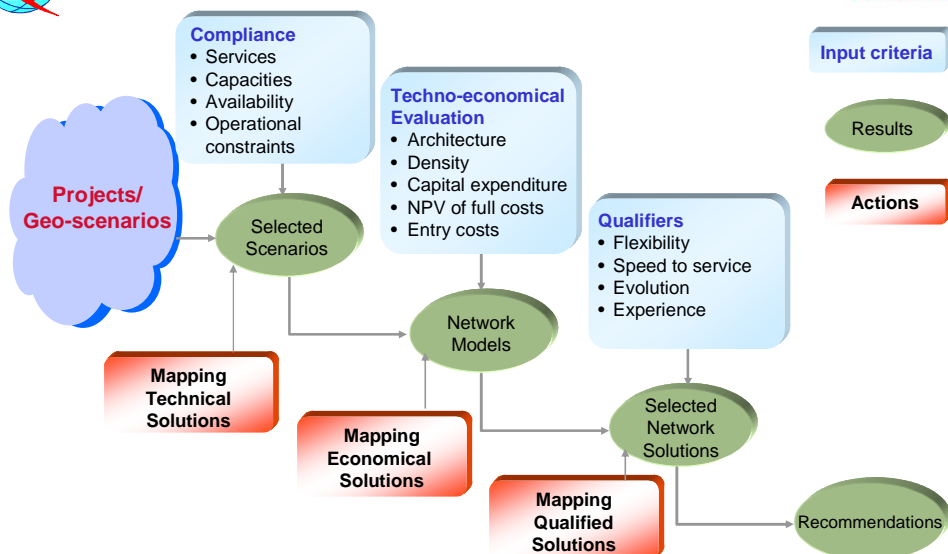 Compliance
• Services
• Capacities
• Availability
• Operational
constraints
Techno-economical
Evaluation
• Architecture
• Density
• Capital expenditure
• NPV of full costs
• Entry costs
Qualifiers
• Flexibility
• Speed to service
• Evolution
• Experience
Input criteria
Results
Actions
Projects/
Geo-scenarios
Selected
Scenarios
Network
Models
Selected
Network
Solutions
Recommendations
Mapping
Technical
Solutions
Mapping
Economical
Solutions
Mapping
Qualified
Solutions